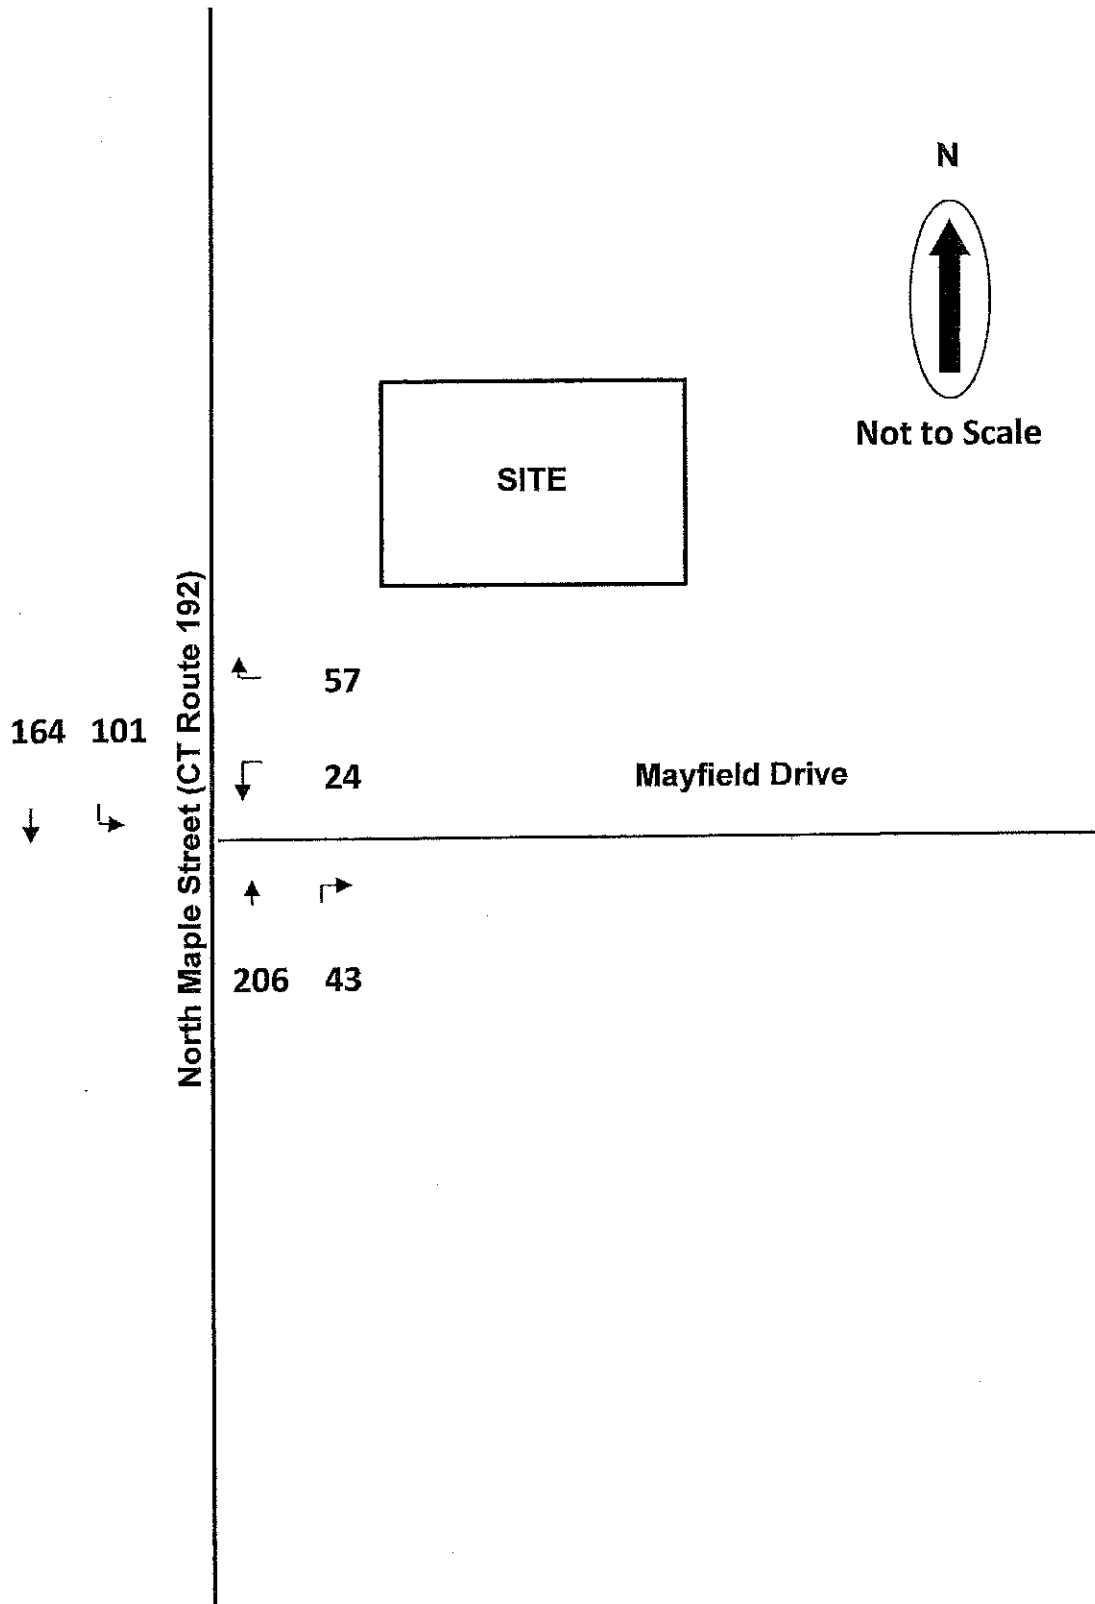 N
Not to Scale
SITE
57
164 101
24
Mayfield Drive
North Maple Street (CT Route 192)
206 43